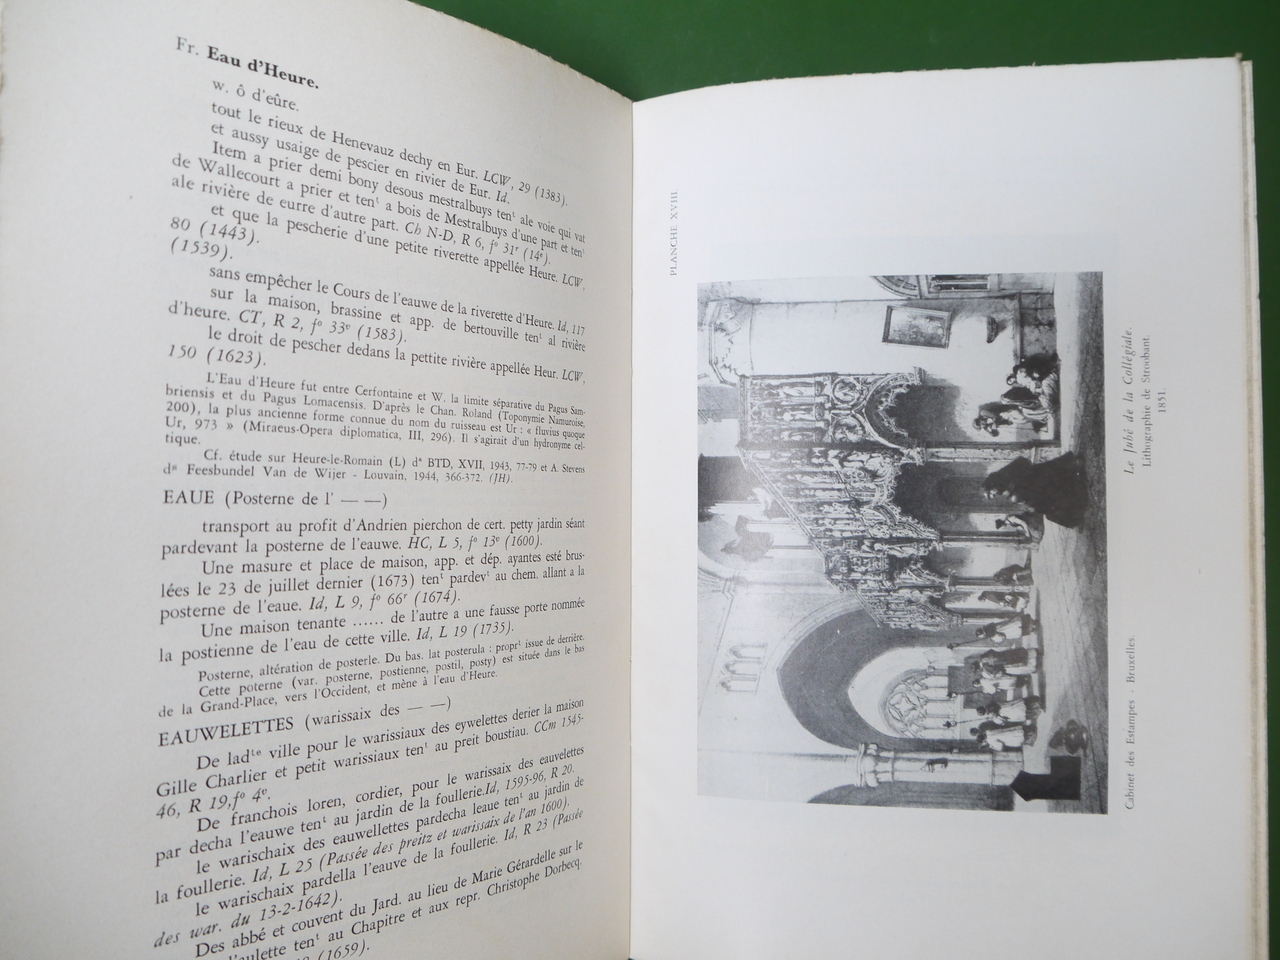 Fr. Eau d'Heure.
w. ô d'eûre.
tout le rieux de Henevauz dechy en Eur. LCW, 29 (1383).
et aussy usaige de pescier en rivier de Eur. Id.
Item a prier demi bony desous mestralbuys tenᵗ ale voie qui vat
de Wallecourt a prier et tenᵗ a bois de Mestralbuys d'une part et tenᵗ
ale rivière de eurre d'autre part. Ch N-D, R 6, fº 31ʳ (14ᵉ).
et que la pescherie d'une petite riverette appellée Heure. LCW,
80 (1443).
sans empêcher le Cours de l'eauwe de la riverette d'Heure. Id, 117
(1539).
sur la maison, brassine et app. de bertouville tenᵗ al rivière
d'heure. CT, R 2, fº 33ᵛ (1583).
le droit de pescher dedans la pettite rivière appellée Heur. LCW,
150 (1623).
L'Eau d'Heure fut entre Cerfontaine et W. la limite séparative du Pagus Sam-
briensis et du Pagus Lomacensis. D'après le Chan. Roland (Toponymie Namuroise,
200), la plus ancienne forme connue du nom du ruisseau est Ur : « fluvius quoque
Ur, 973 » (Miraeus-Opera diplomatica, III, 296). Il s'agirait d'un hydronyme cel-
tique.
Cf. étude sur Heure-le-Romain (L) dˢ BTD, XVII, 1943, 77-79 et A. Stevens
dˢ Feesbundel Van de Wijer - Louvain, 1944, 366-372. (JH).
EAUE (Posterne de l' — —)
transport au profit d'Andrien pierchon de cert. petty jardin séant
pardevant la posterne de l'eauwe. HC, L 5, fº 13ᵛ (1600).
Une masure et place de maison, app. et dép. ayantes esté brus-
lées le 23 de juillet dernier (1673) tenᵗ pardevᵗ au chem. allant a la
posterne de l'eaue. Id, L 9, fº 66ʳ (1674).
Une maison tenante ...... de l'autre a une fausse porte nommée
la postienne de l'eau de cette ville. Id, L 19 (1735).
Posterne, altération de posterle. Du bas. lat posterula : proprᵗ issue de derrière.
Cette poterne (var. posterne, postienne, postil, posty) est située dans le bas
de la Grand-Place, vers l'Occident, et mène à l'eau d'Heure.
EAUWELETTES (warissaix des — —)
De ladᵗᵉ ville pour le warissiaux des eywelettes derier la maison
Gille Charlier et petit warissiaux tenᵗ au preit boustiau. CCm 1545-
46, R 19,fº 4ᵛ.
De franchois loren, cordier, pour le warissaix des eauvelettes
par decha l'eauwe tenᵗ au jardin de la foullerie.Id, 1595-96, R 20.
le warischaix des eauwellettes pardecha leaue tenᵗ au jardin de
la foullerie. Id, L 25 (Passée des preitz et warissaix de l'an 1600).
le warischaix pardella l'eauve de la foullerie. Id, R 23 (Passée
des war. du 13-2-1642).
Des abbé et couvent du Jard. au lieu de Marie Gérardelle sur le
tenᵗ au Chapitre et aux repr. Christophe Dorbecq.
(1659).
PLANCHE XVIII
Le Jubé de la Collégiale.
Lithographie de Stroobant.
1851.
Cabinet des Estampes - Bruxelles.